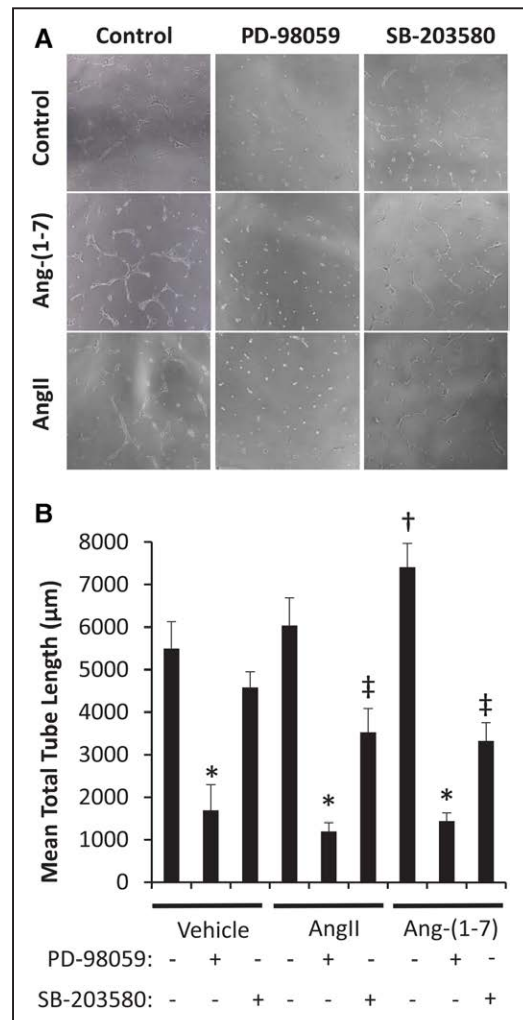 A
Control PD-98059 SB-203580
Control
Ang-(1-7)
AngII
B
Mean Total Tube Length (µm)
8000
7000
6000
5000
4000
3000
2000
1000
0
* * ‡ † * ‡
Vehicle AngII Ang-(1-7)
PD-98059: - + - - + - - + -
SB-203580: - - + - - + - - +